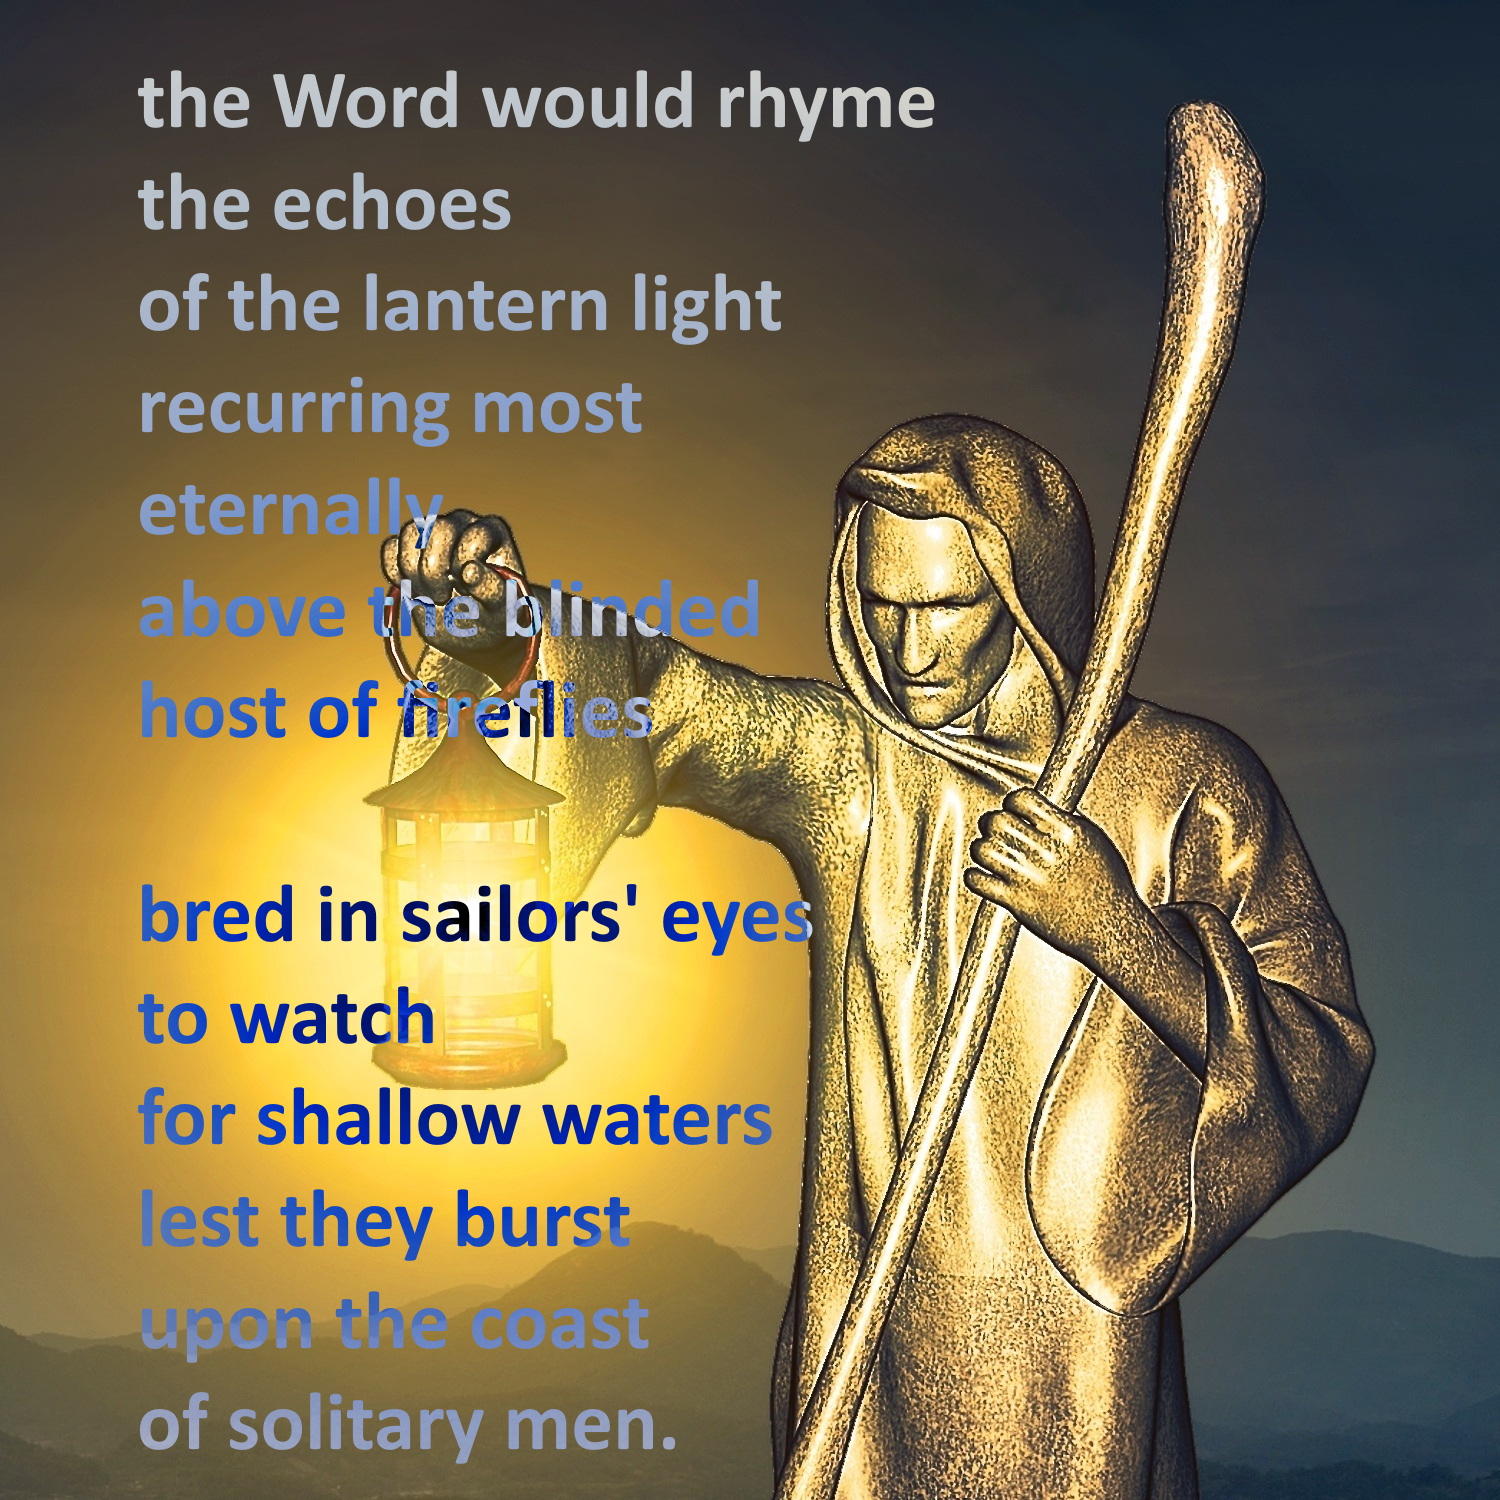 the Word would rhyme
the echoes
of the lantern light
recurring most
eternally
above the blinded
host of fireflies
bred in sailors' eyes
to watch
for shallow waters
lest they burst
upon the coast
of solitary men.